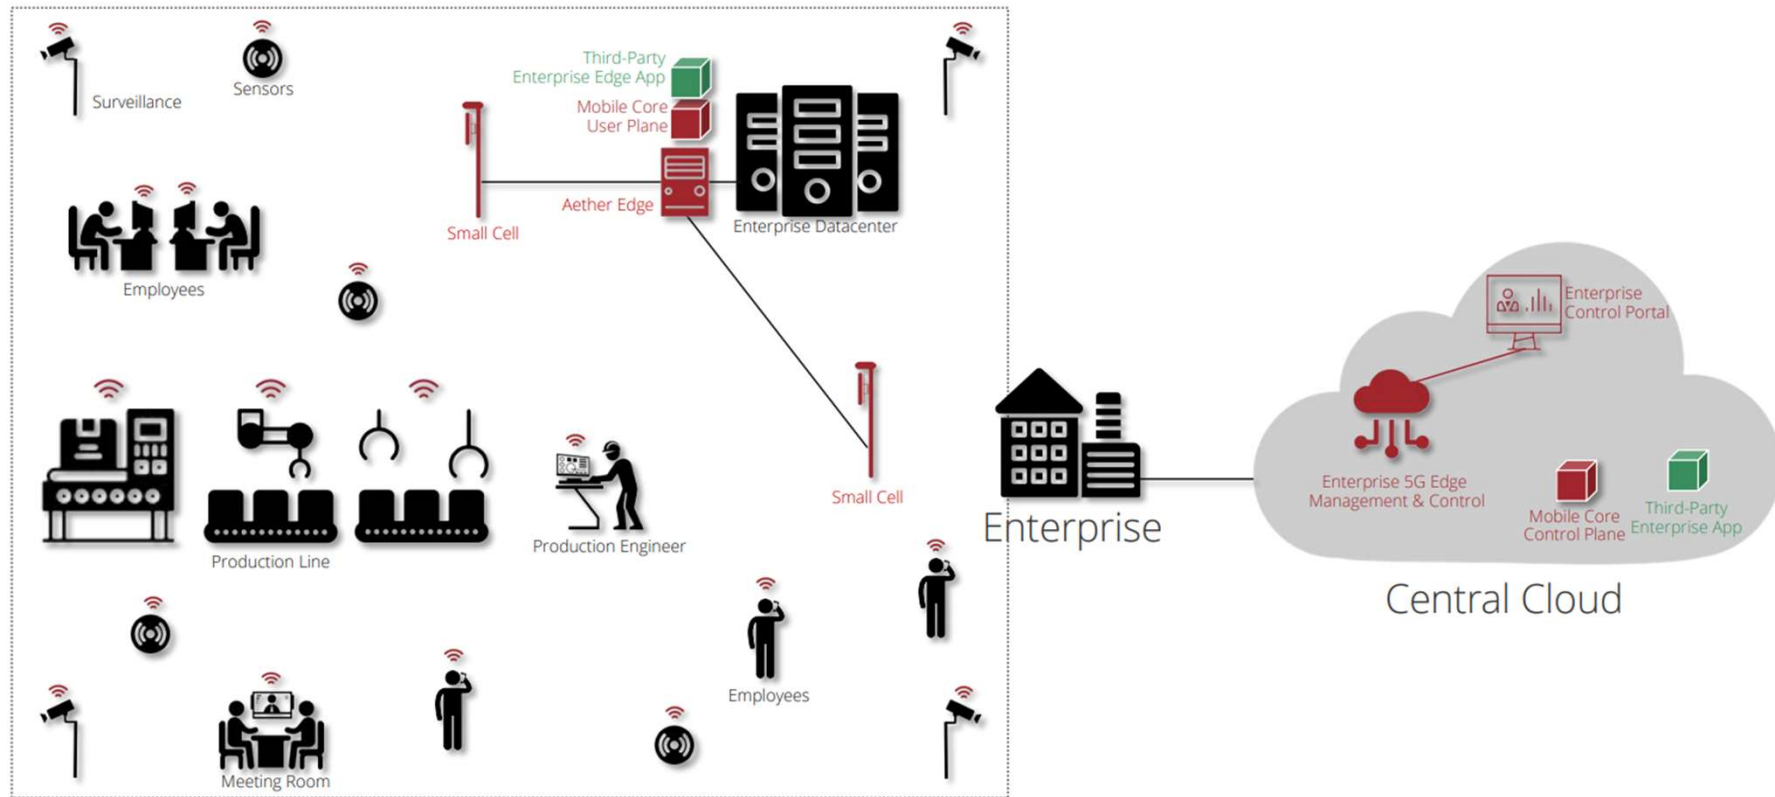 Surveillance
Sensors
Third-Party
Enterprise Edge App
Mobile Core
User Plane
Aether Edge
Small Cell
Enterprise Datacenter
Employees
Small Cell
Production Line
Production Engineer
Employees
Meeting Room
Enterprise
Enterprise
Control Portal
Enterprise 5G Edge
Management & Control
Mobile Core
Control Plane
Third-Party
Enterprise App
Central Cloud